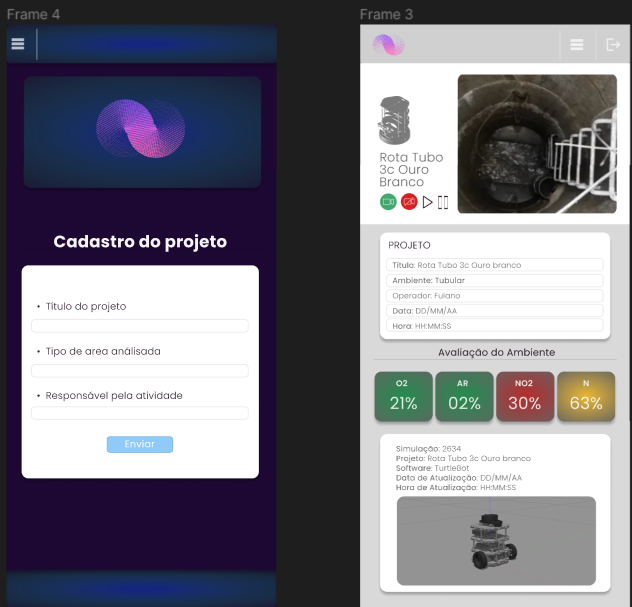 Frame 4
Cadastro do projeto
• Título do projeto
• Tipo de area análisada
• Responsável pela atividade
Enviar
Frame 3
Rota Tubo
3c Ouro
Branco
PROJETO
Título: Rota Tubo 3c Ouro branco
Ambiente: Tubular
Operador: Fulano
Data: DD/MM/AA
Hora: HH:MM:SS
Avaliação do Ambiente
O2
21%
AR
02%
NO2
30%
N
63%
Simulação: 2634
Projeto: Rota Tubo 3c Ouro branco
Software: TurtleBot
Data de Atualização: DD/MM/AA
Hora de Atualização: HH:MM:SS